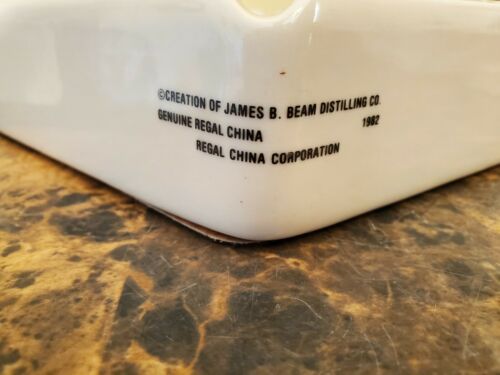 ©CREATION OF JAMES B. BEAM DISTILLING CO.
GENUINE REGAL CHINA 1982
REGAL CHINA CORPORATION